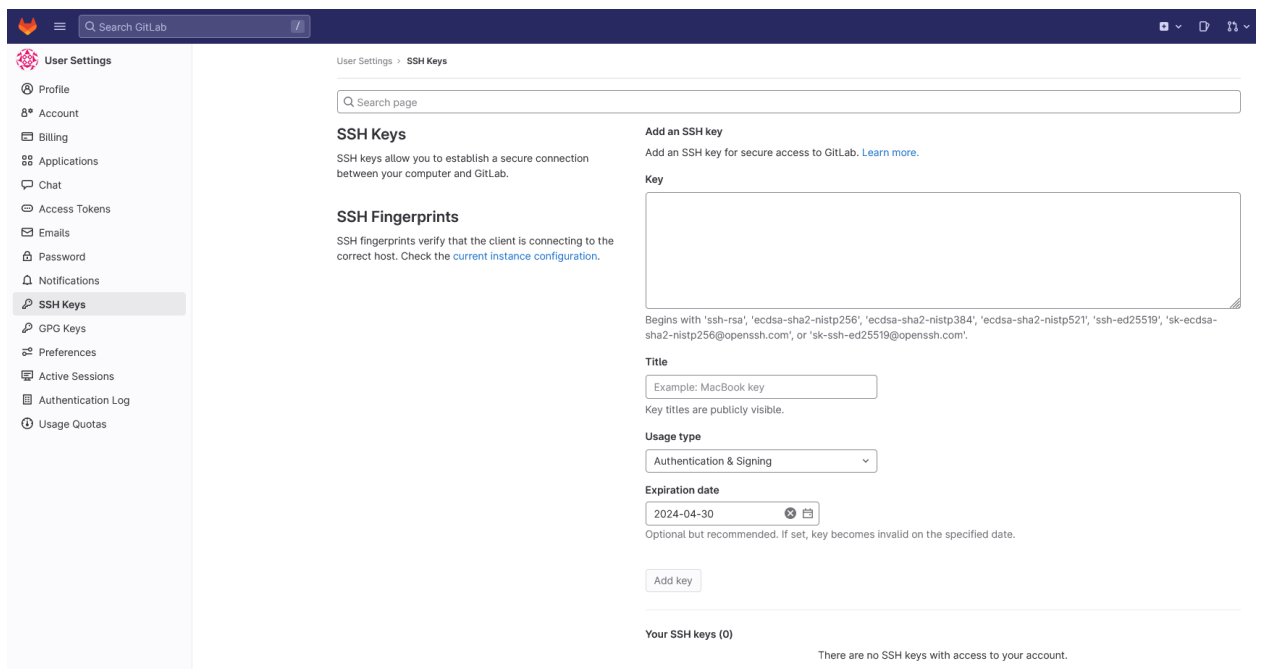 Search GitLab /
User Settings
Profile
Account
Billing
Applications
Chat
Access Tokens
Emails
Password
Notifications
SSH Keys
GPG Keys
Preferences
Active Sessions
Authentication Log
Usage Quotas
User Settings > SSH Keys
Search page
SSH Keys
SSH keys allow you to establish a secure connection
between your computer and GitLab.
SSH Fingerprints
SSH fingerprints verify that the client is connecting to the
correct host. Check the current instance configuration.
Add an SSH key
Add an SSH key for secure access to GitLab. Learn more.
Key
Begins with 'ssh-rsa', 'ecdsa-sha2-nistp256', 'ecdsa-sha2-nistp384', 'ecdsa-sha2-nistp521', 'ssh-ed25519', 'sk-ecdsa-
sha2-nistp256@openssh.com', or 'sk-ssh-ed25519@openssh.com'.
Title
Example: MacBook key
Key titles are publicly visible.
Usage type
Authentication & Signing
Expiration date
2024-04-30
Optional but recommended. If set, key becomes invalid on the specified date.
Add key
Your SSH keys (0)
There are no SSH keys with access to your account.